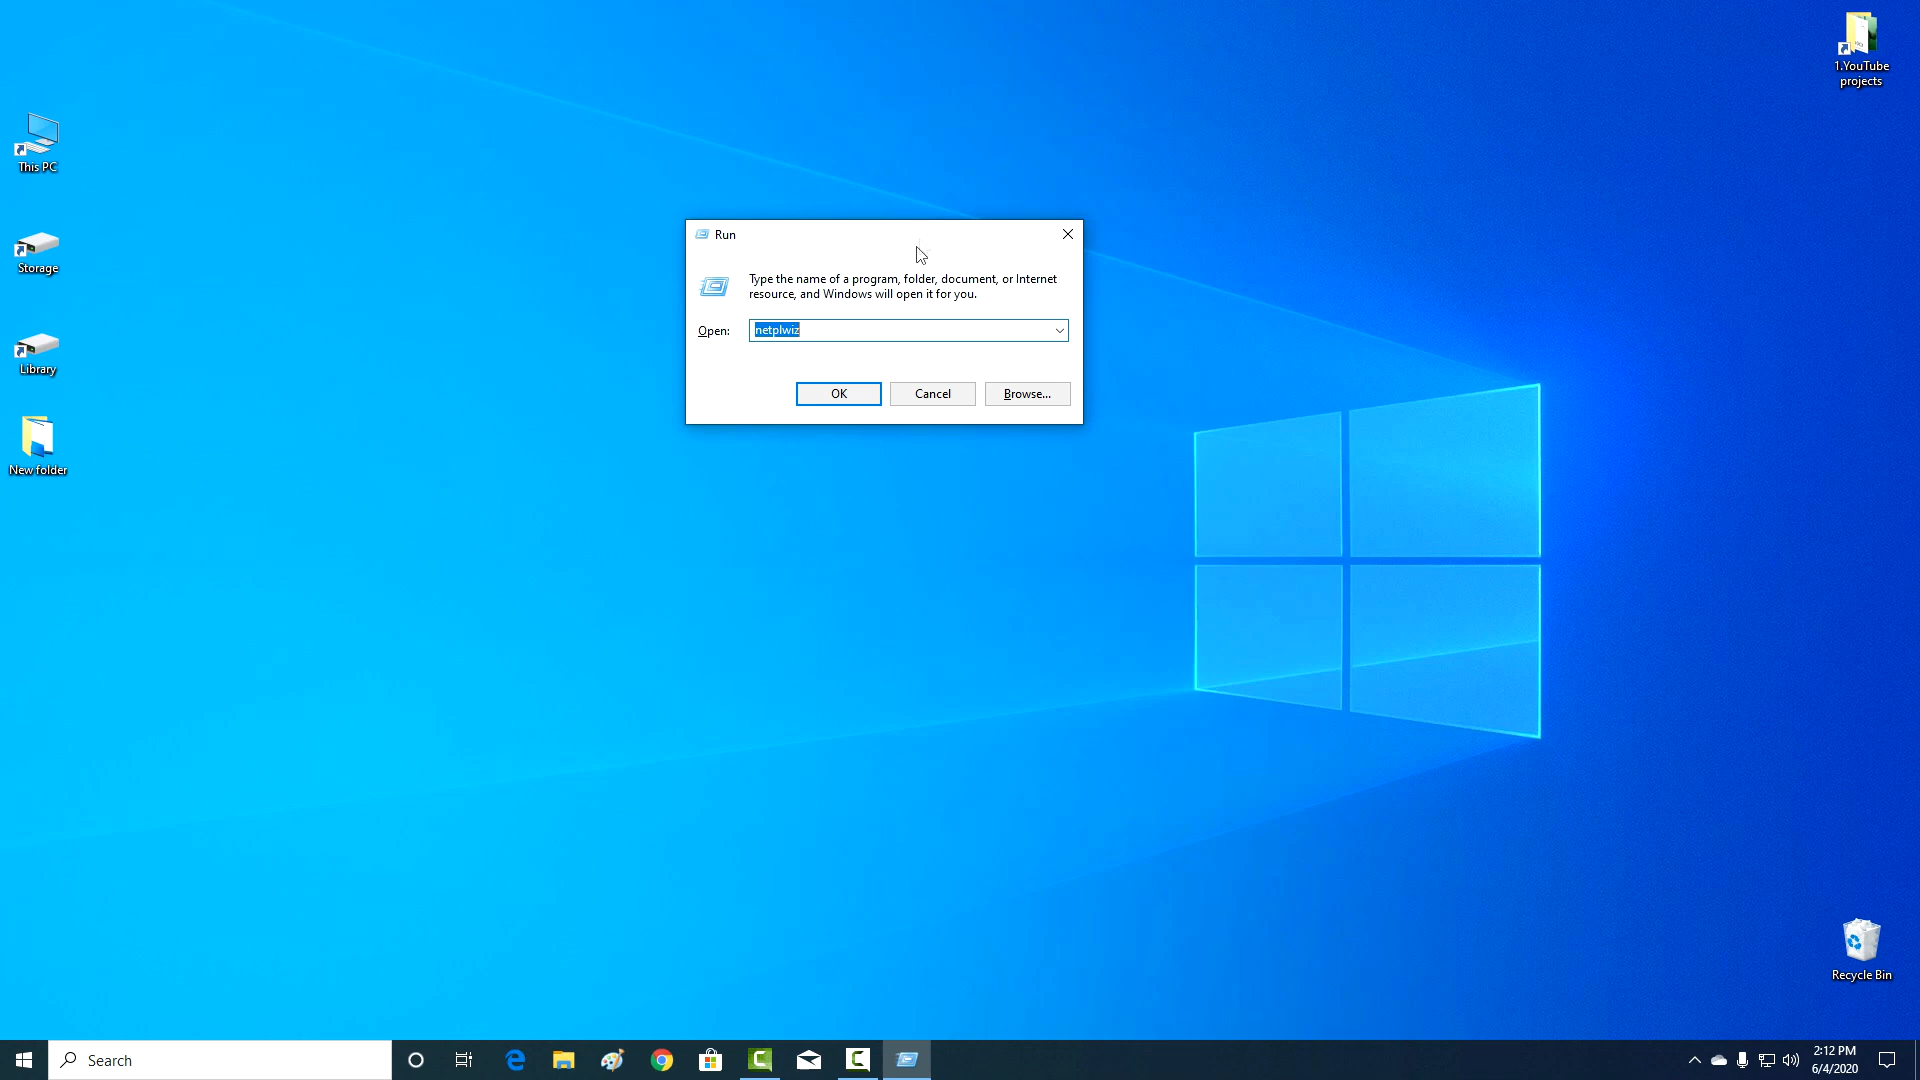 1.YouTube
projects
This PC
Storage
Library
New folder
Run
Type the name of a program, folder, document, or Internet
resource, and Windows will open it for you.
Open: netplwiz
OK Cancel Browse...
Recycle Bin
Search
2:12 PM
6/4/2020